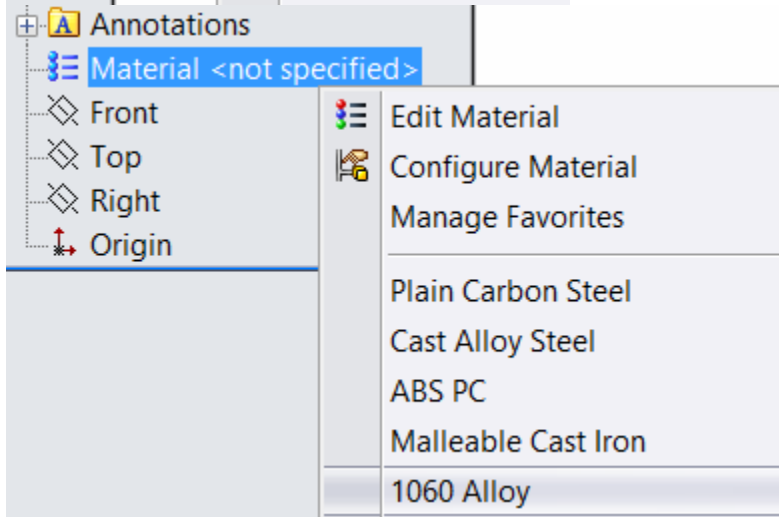 Annotations
Material <not specified>
Front
Top
Right
Origin
Edit Material
Configure Material
Manage Favorites
Plain Carbon Steel
Cast Alloy Steel
ABS PC
Malleable Cast Iron
1060 Alloy